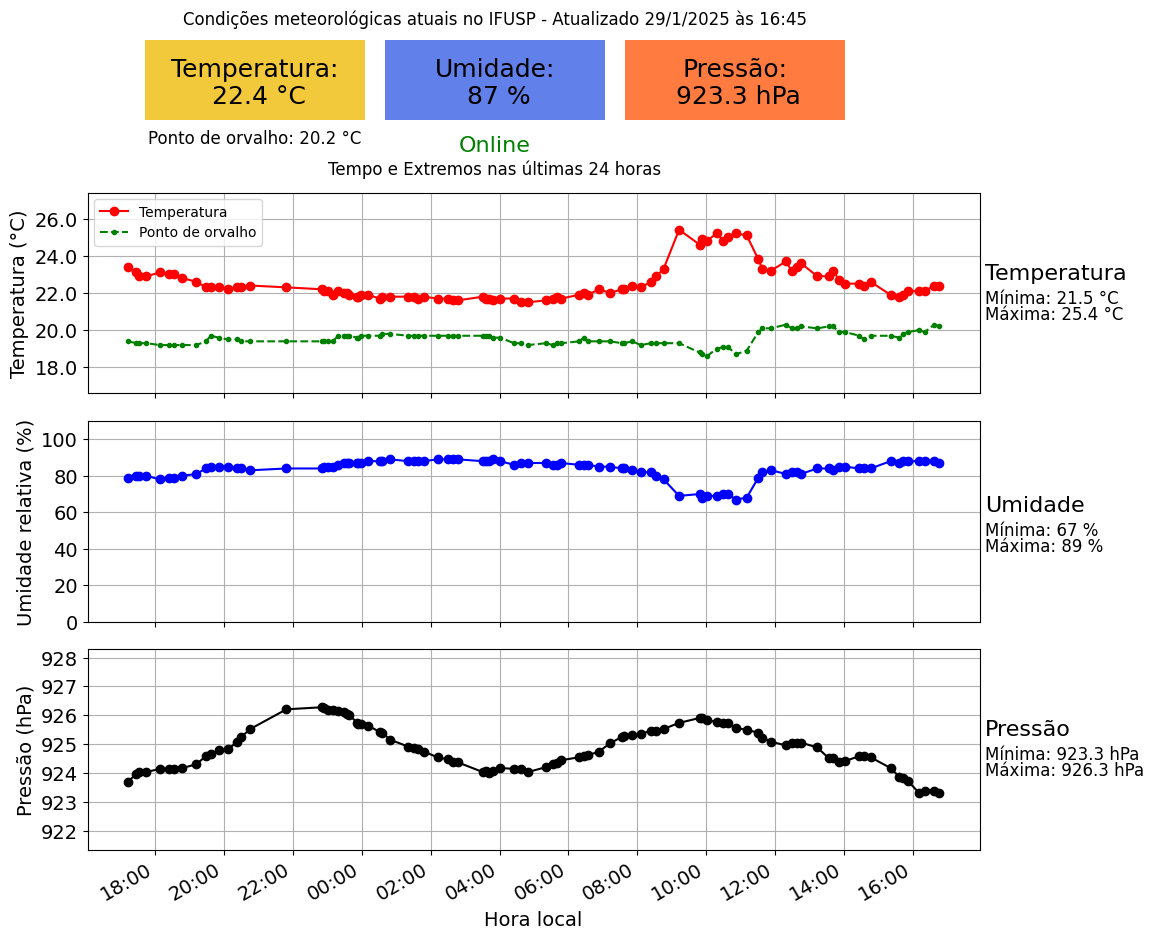 Condições meteorológicas atuais no IFUSP - Atualizado 29/1/2025 às 16:45
Temperatura:
22.4 °C
Umidade:
87 %
Pressão:
923.3 hPa
Ponto de orvalho: 20.2 °C
Online
Tempo e Extremos nas últimas 24 horas
Temperatura (°C)
26.0
24.0
22.0
20.0
18.0
Temperatura
Ponto de orvalho
Temperatura
Mínima: 21.5 °C
Máxima: 25.4 °C
Umidade relativa (%)
100
80
60
40
20
0
Umidade
Mínima: 67 %
Máxima: 89 %
Pressão (hPa)
928
927
926
925
924
923
922
Pressão
Mínima: 923.3 hPa
Máxima: 926.3 hPa
18:00
20:00
22:00
00:00
02:00
04:00
06:00
08:00
10:00
12:00
14:00
16:00
Hora local